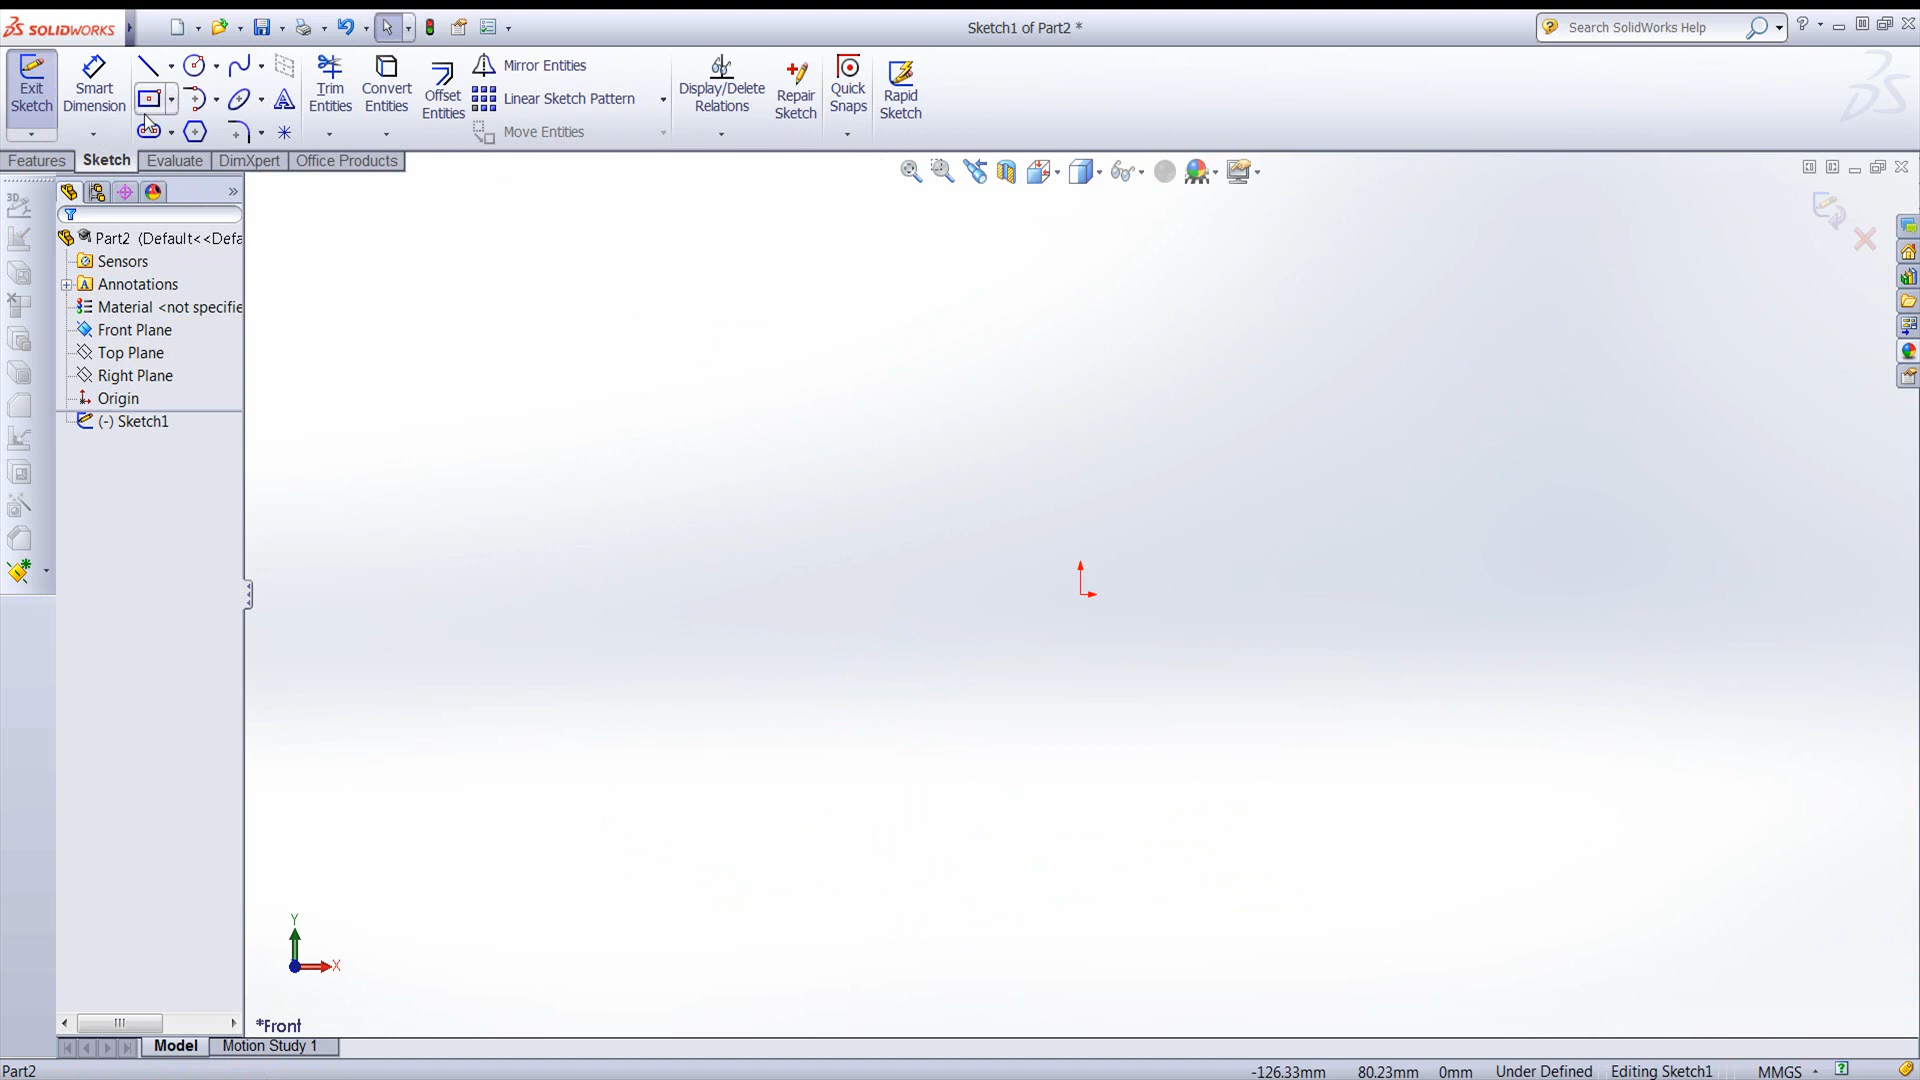 SOLIDWORKS
Sketch1 of Part2 *
Search SolidWorks Help
Exit Sketch
Smart Dimension
Trim Entities
Convert Entities
Offset Entities
Mirror Entities
Linear Sketch Pattern
Move Entities
Display/Delete Relations
Repair Sketch
Quick Snaps
Rapid Sketch
Features
Sketch
Evaluate
DimXpert
Office Products
3D
Part2 (Default<<Defa
Sensors
Annotations
Material <not specifie
Front Plane
Top Plane
Right Plane
Origin
(-) Sketch1
Y
X
*Front
Model
Motion Study 1
Part2
-126.33mm
80.23mm
0mm
Under Defined
Editing Sketch1
MMGS